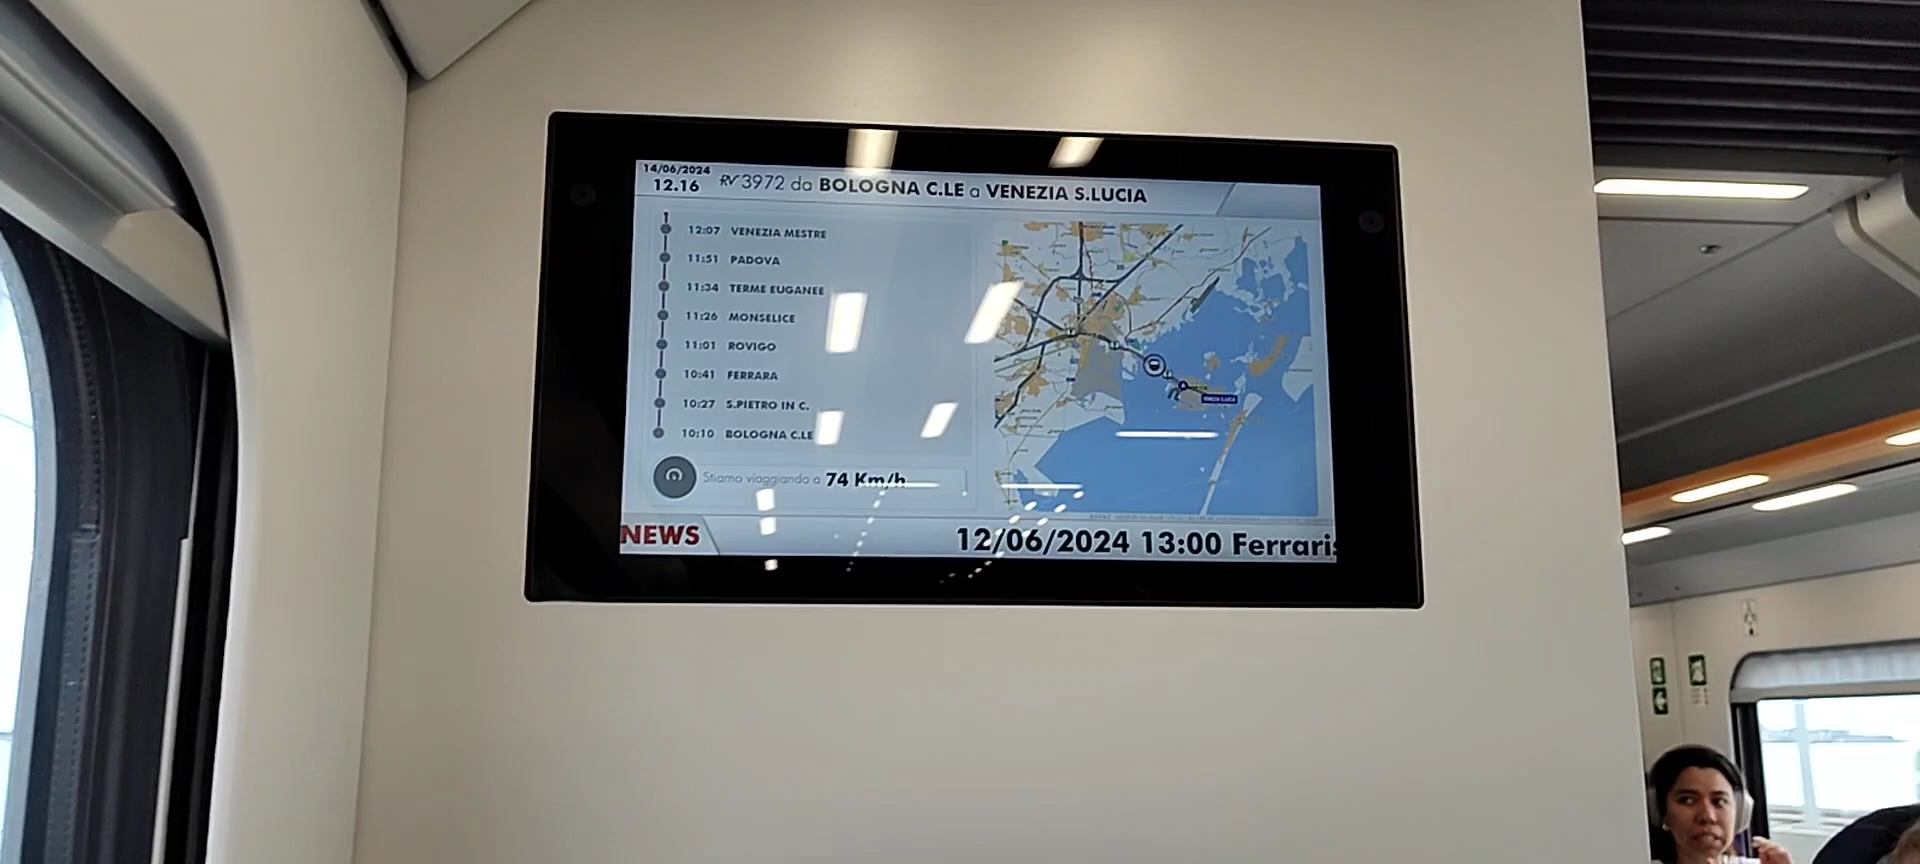 14/06/2024
12.16
RV 3972 da BOLOGNA C.LE a VENEZIA S.LUCIA
12:07 VENEZIA MESTRE
11:51 PADOVA
11:34 TERME EUGANEE
11:26 MONSELICE
11:01 ROVIGO
10:41 FERRARA
10:27 S.PIETRO IN C.
10:10 BOLOGNA C.LE
Stiamo viaggiando a 74 Km/h
VENEZIA S.LUCIA
NEWS
12/06/2024 13:00 Ferraris